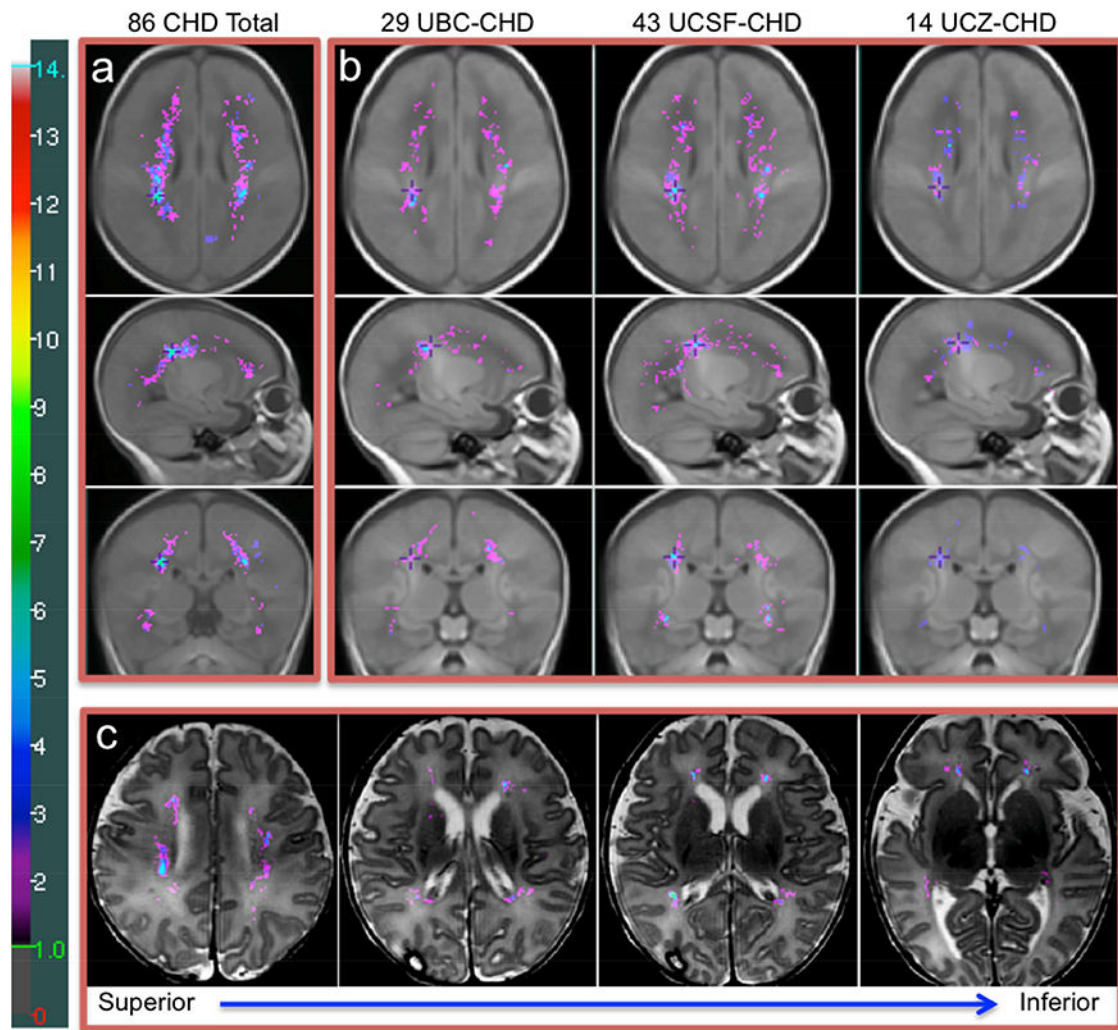 86 CHD Total
29 UBC-CHD
43 UCSF-CHD
14 UCZ-CHD
a
b
14.
13
12
11
10
9
8
7
6
5
4
3
2
1.0
0
c
Superior
Inferior